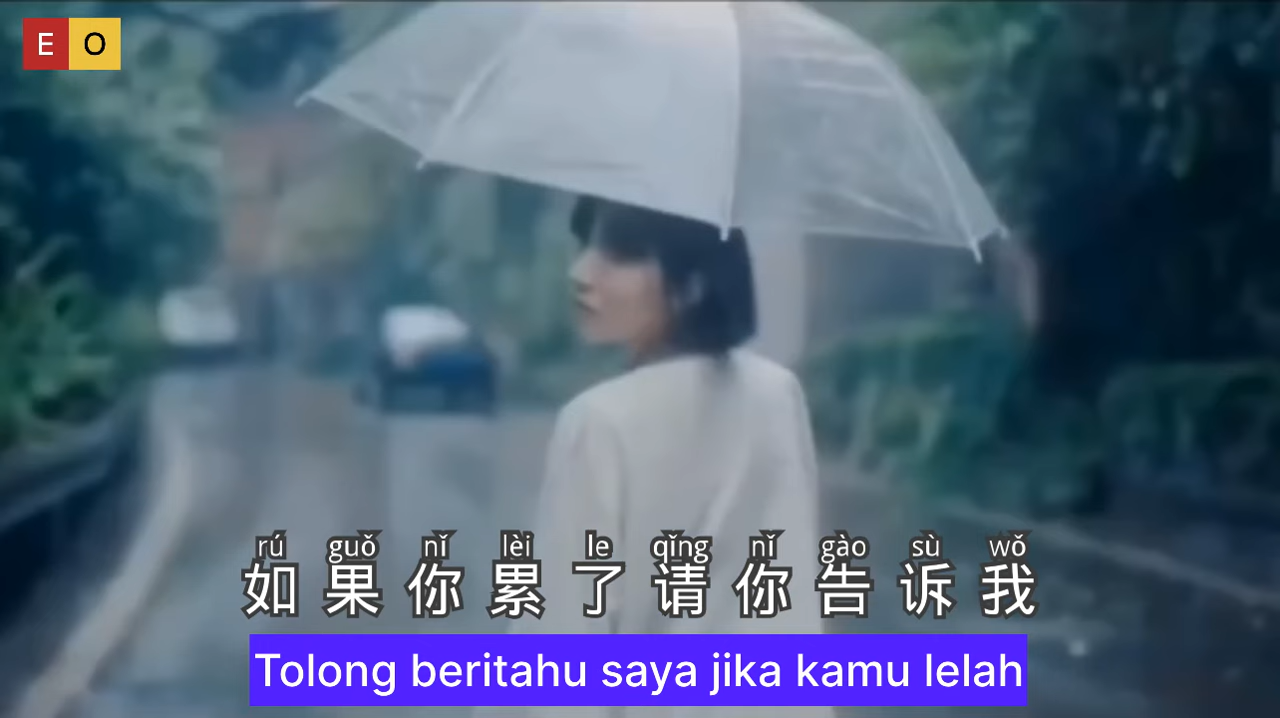 E O
rú guǒ nǐ lèi le qǐng nǐ gào sù wǒ
如果你累了请你告诉我
Tolong beritahu saya jika kamu lelah